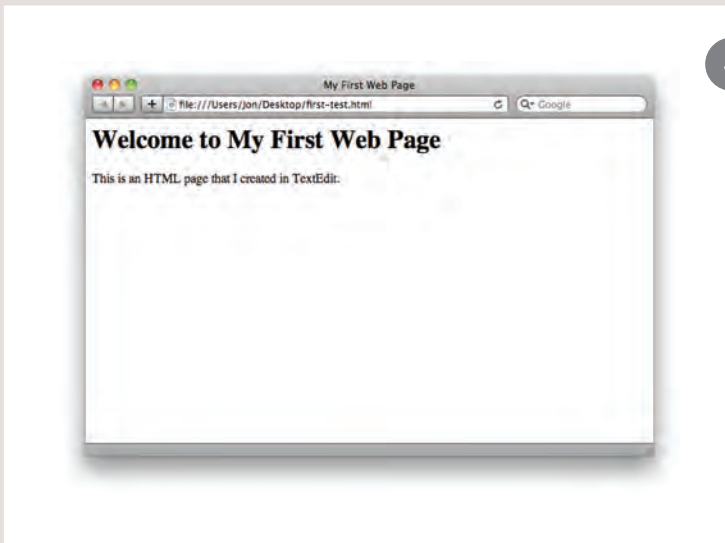 My First Web Page
file:///Users/Jon/Desktop/first-test.html
Google
Welcome to My First Web Page
This is an HTML page that I created in TextEdit.